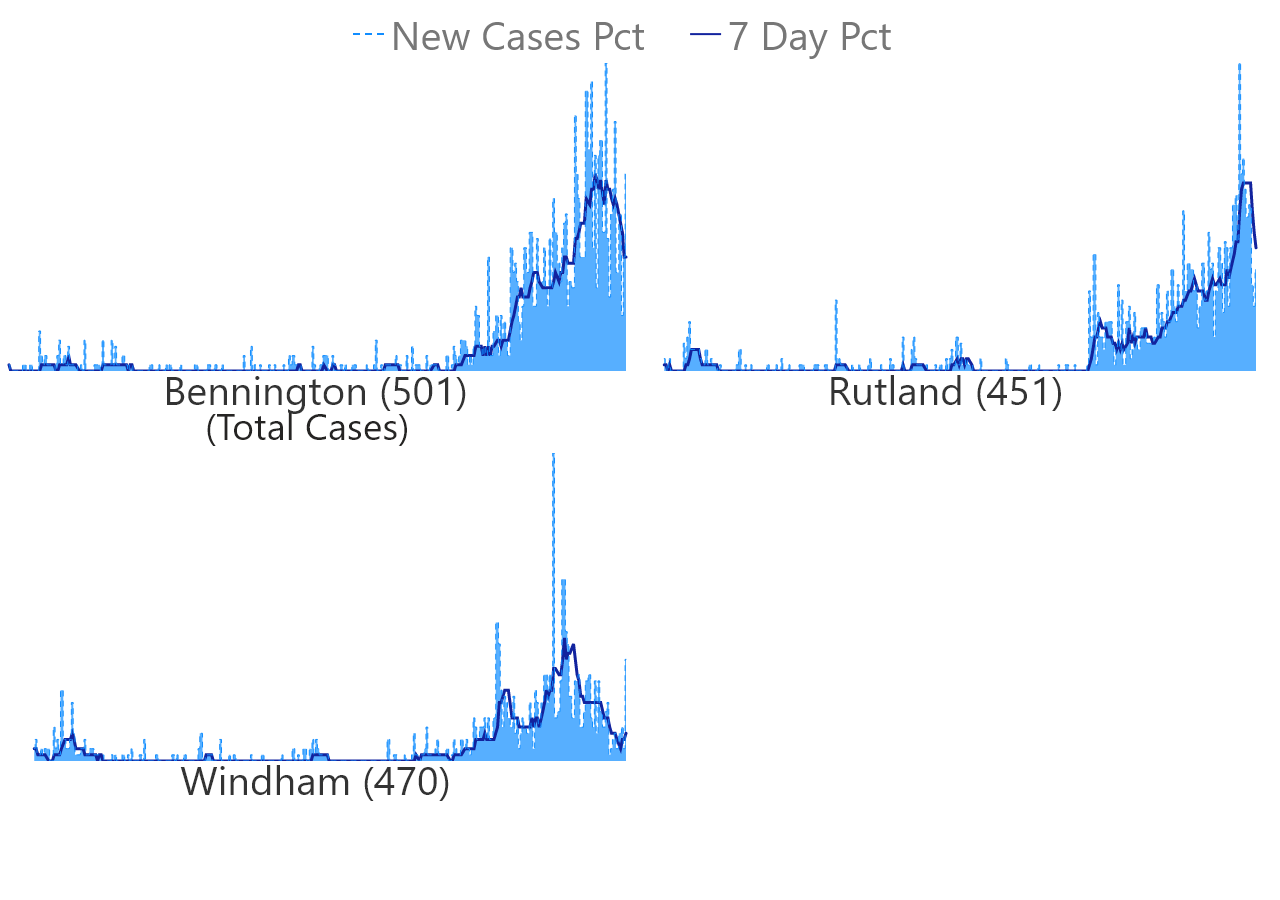 New Cases Pct 7 Day Pct
Bennington (501) Rutland (451)
(Total Cases)
Windham (470)